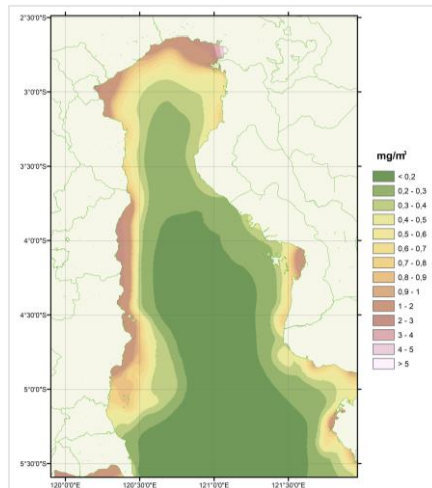 2°30'0"S
3°0'0"S
3°30'0"S
4°0'0"S
4°30'0"S
5°0'0"S
5°30'0"S
120°0'0"E
120°30'0"E
121°0'0"E
121°30'0"E
mg/m³
< 0,2
0,2 - 0,3
0,3 - 0,4
0,4 - 0,5
0,5 - 0,6
0,6 - 0,7
0,7 - 0,8
0,8 - 0,9
0,9 - 1
1 - 2
2 - 3
3 - 4
4 - 5
> 5